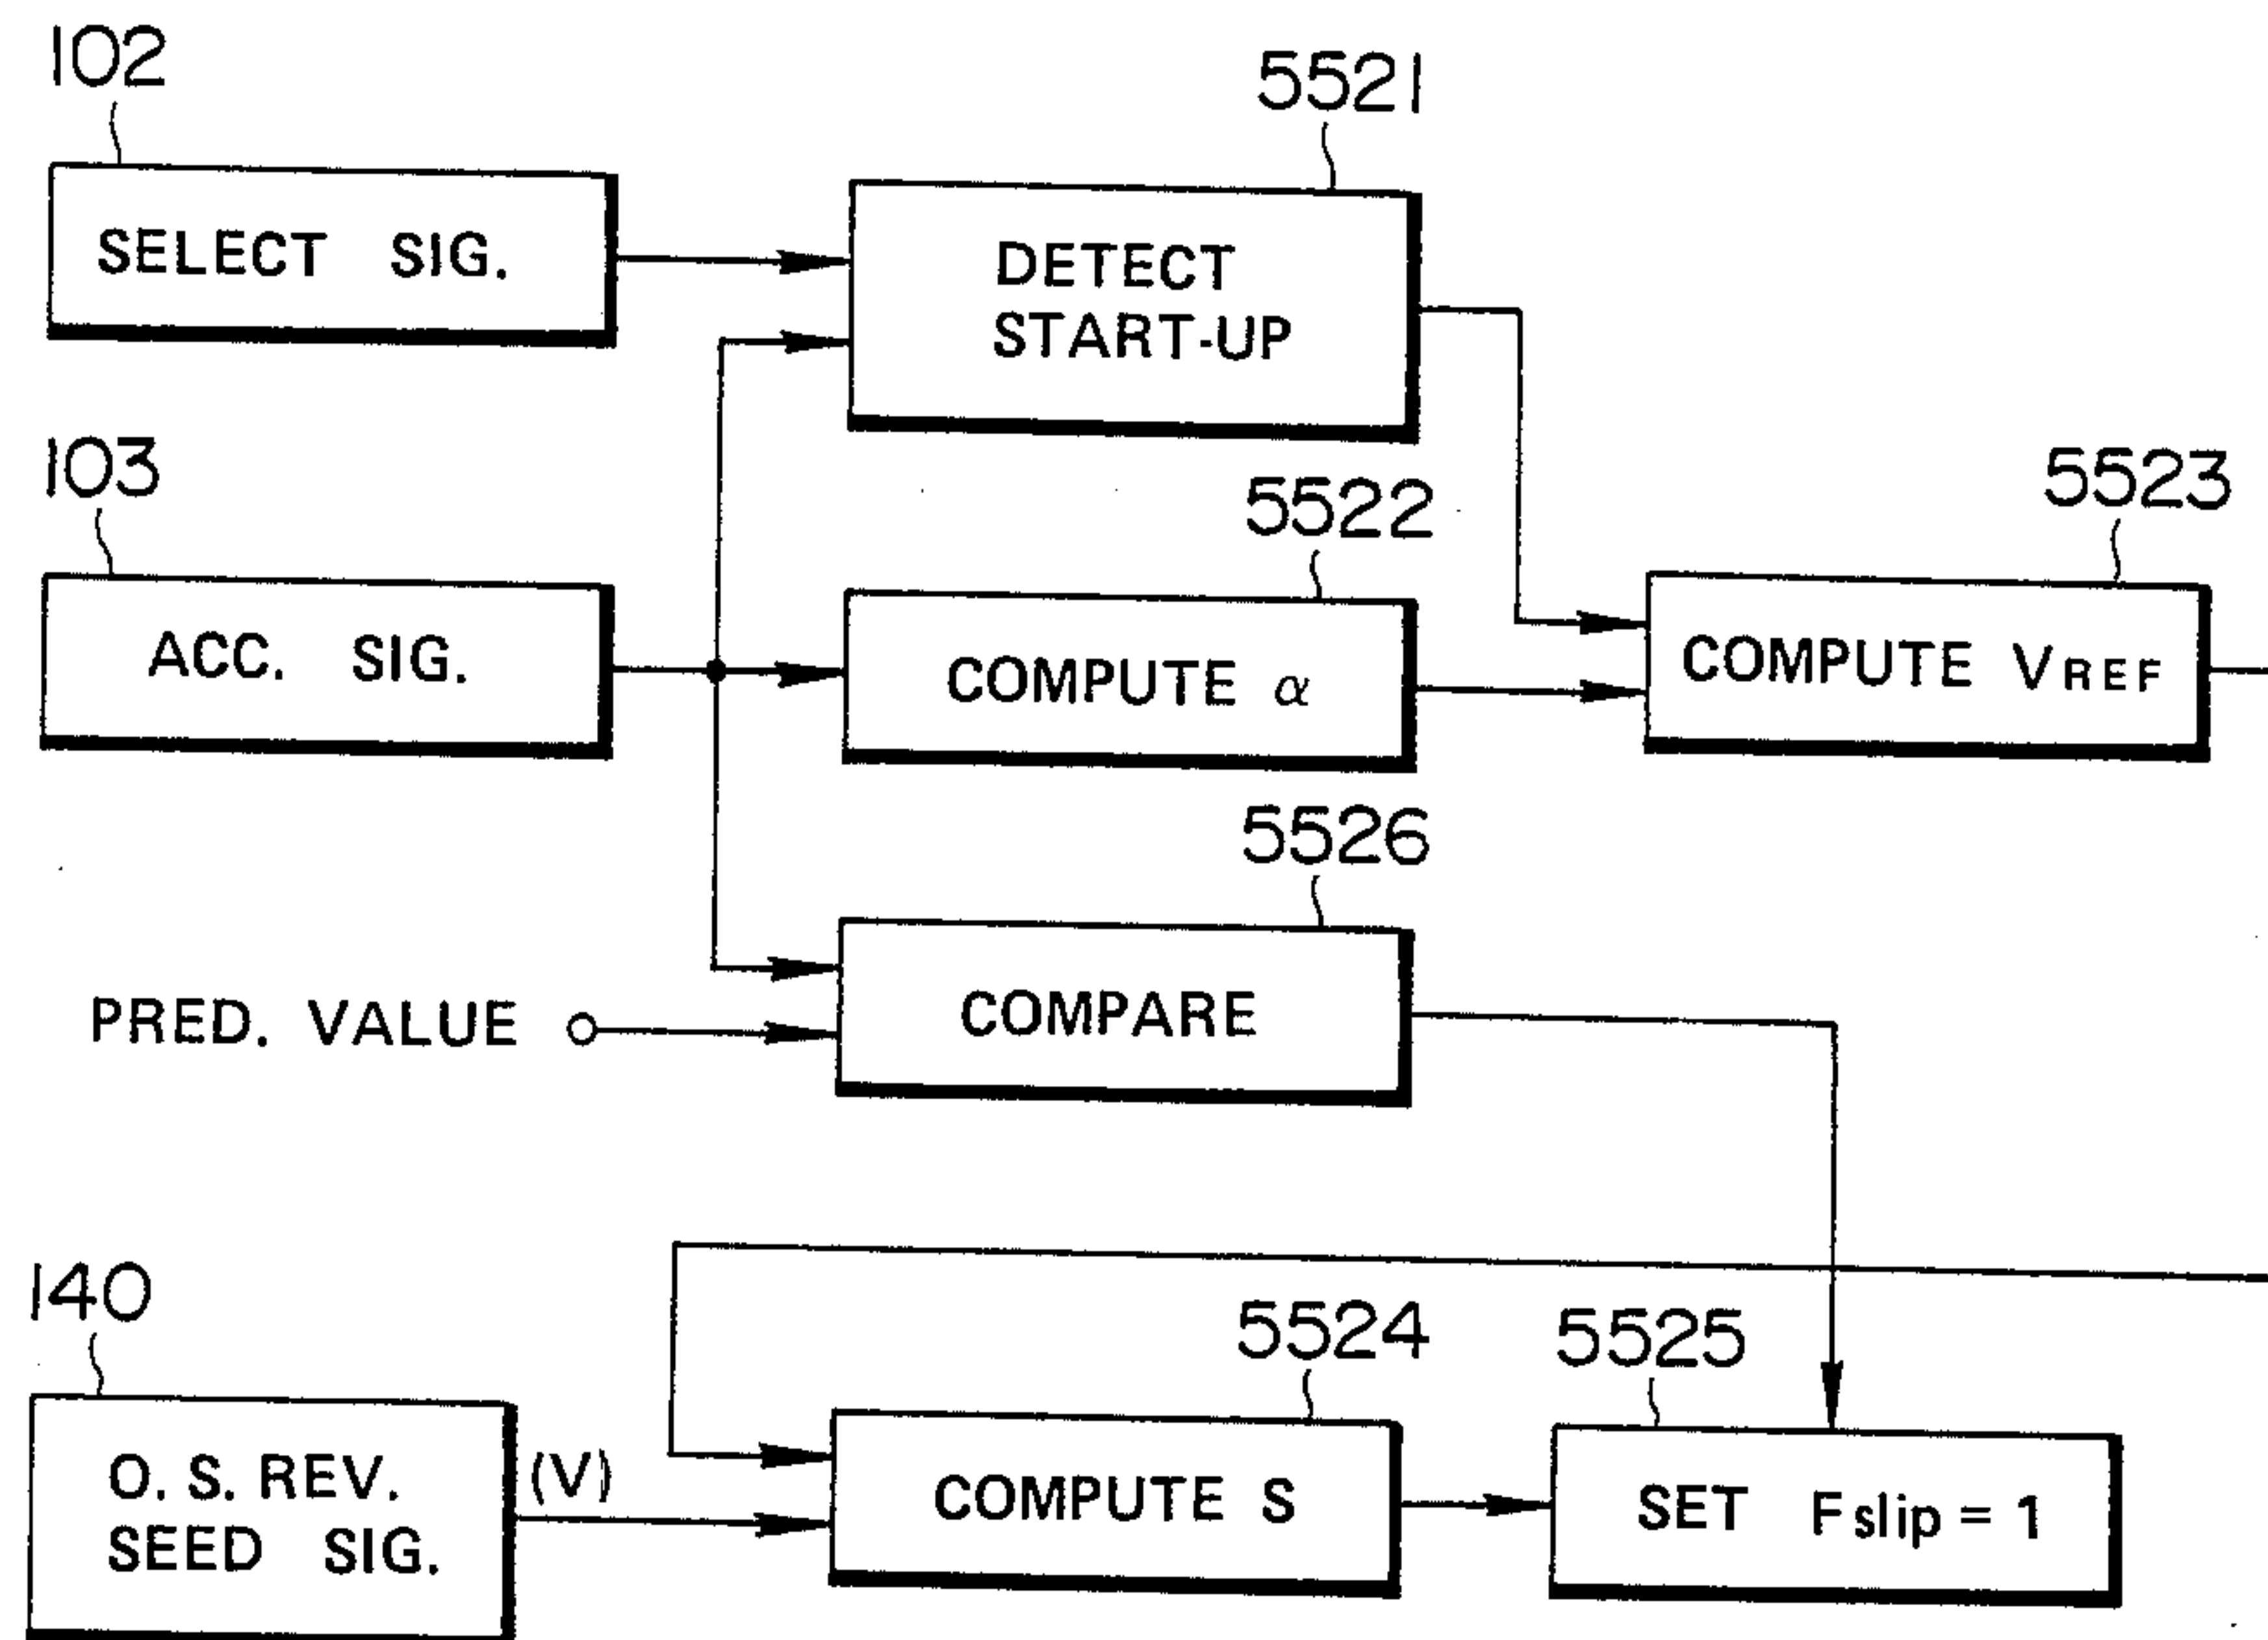 102
5521
SELECT SIG.
DETECT
START-UP
103
5522
5523
ACC. SIG.
COMPUTE α
COMPUTE VREF
5526
PRED. VALUE
COMPARE
140
5524
5525
O. S. REV.
SEED SIG.
(V)
COMPUTE S
SET Fslip = 1